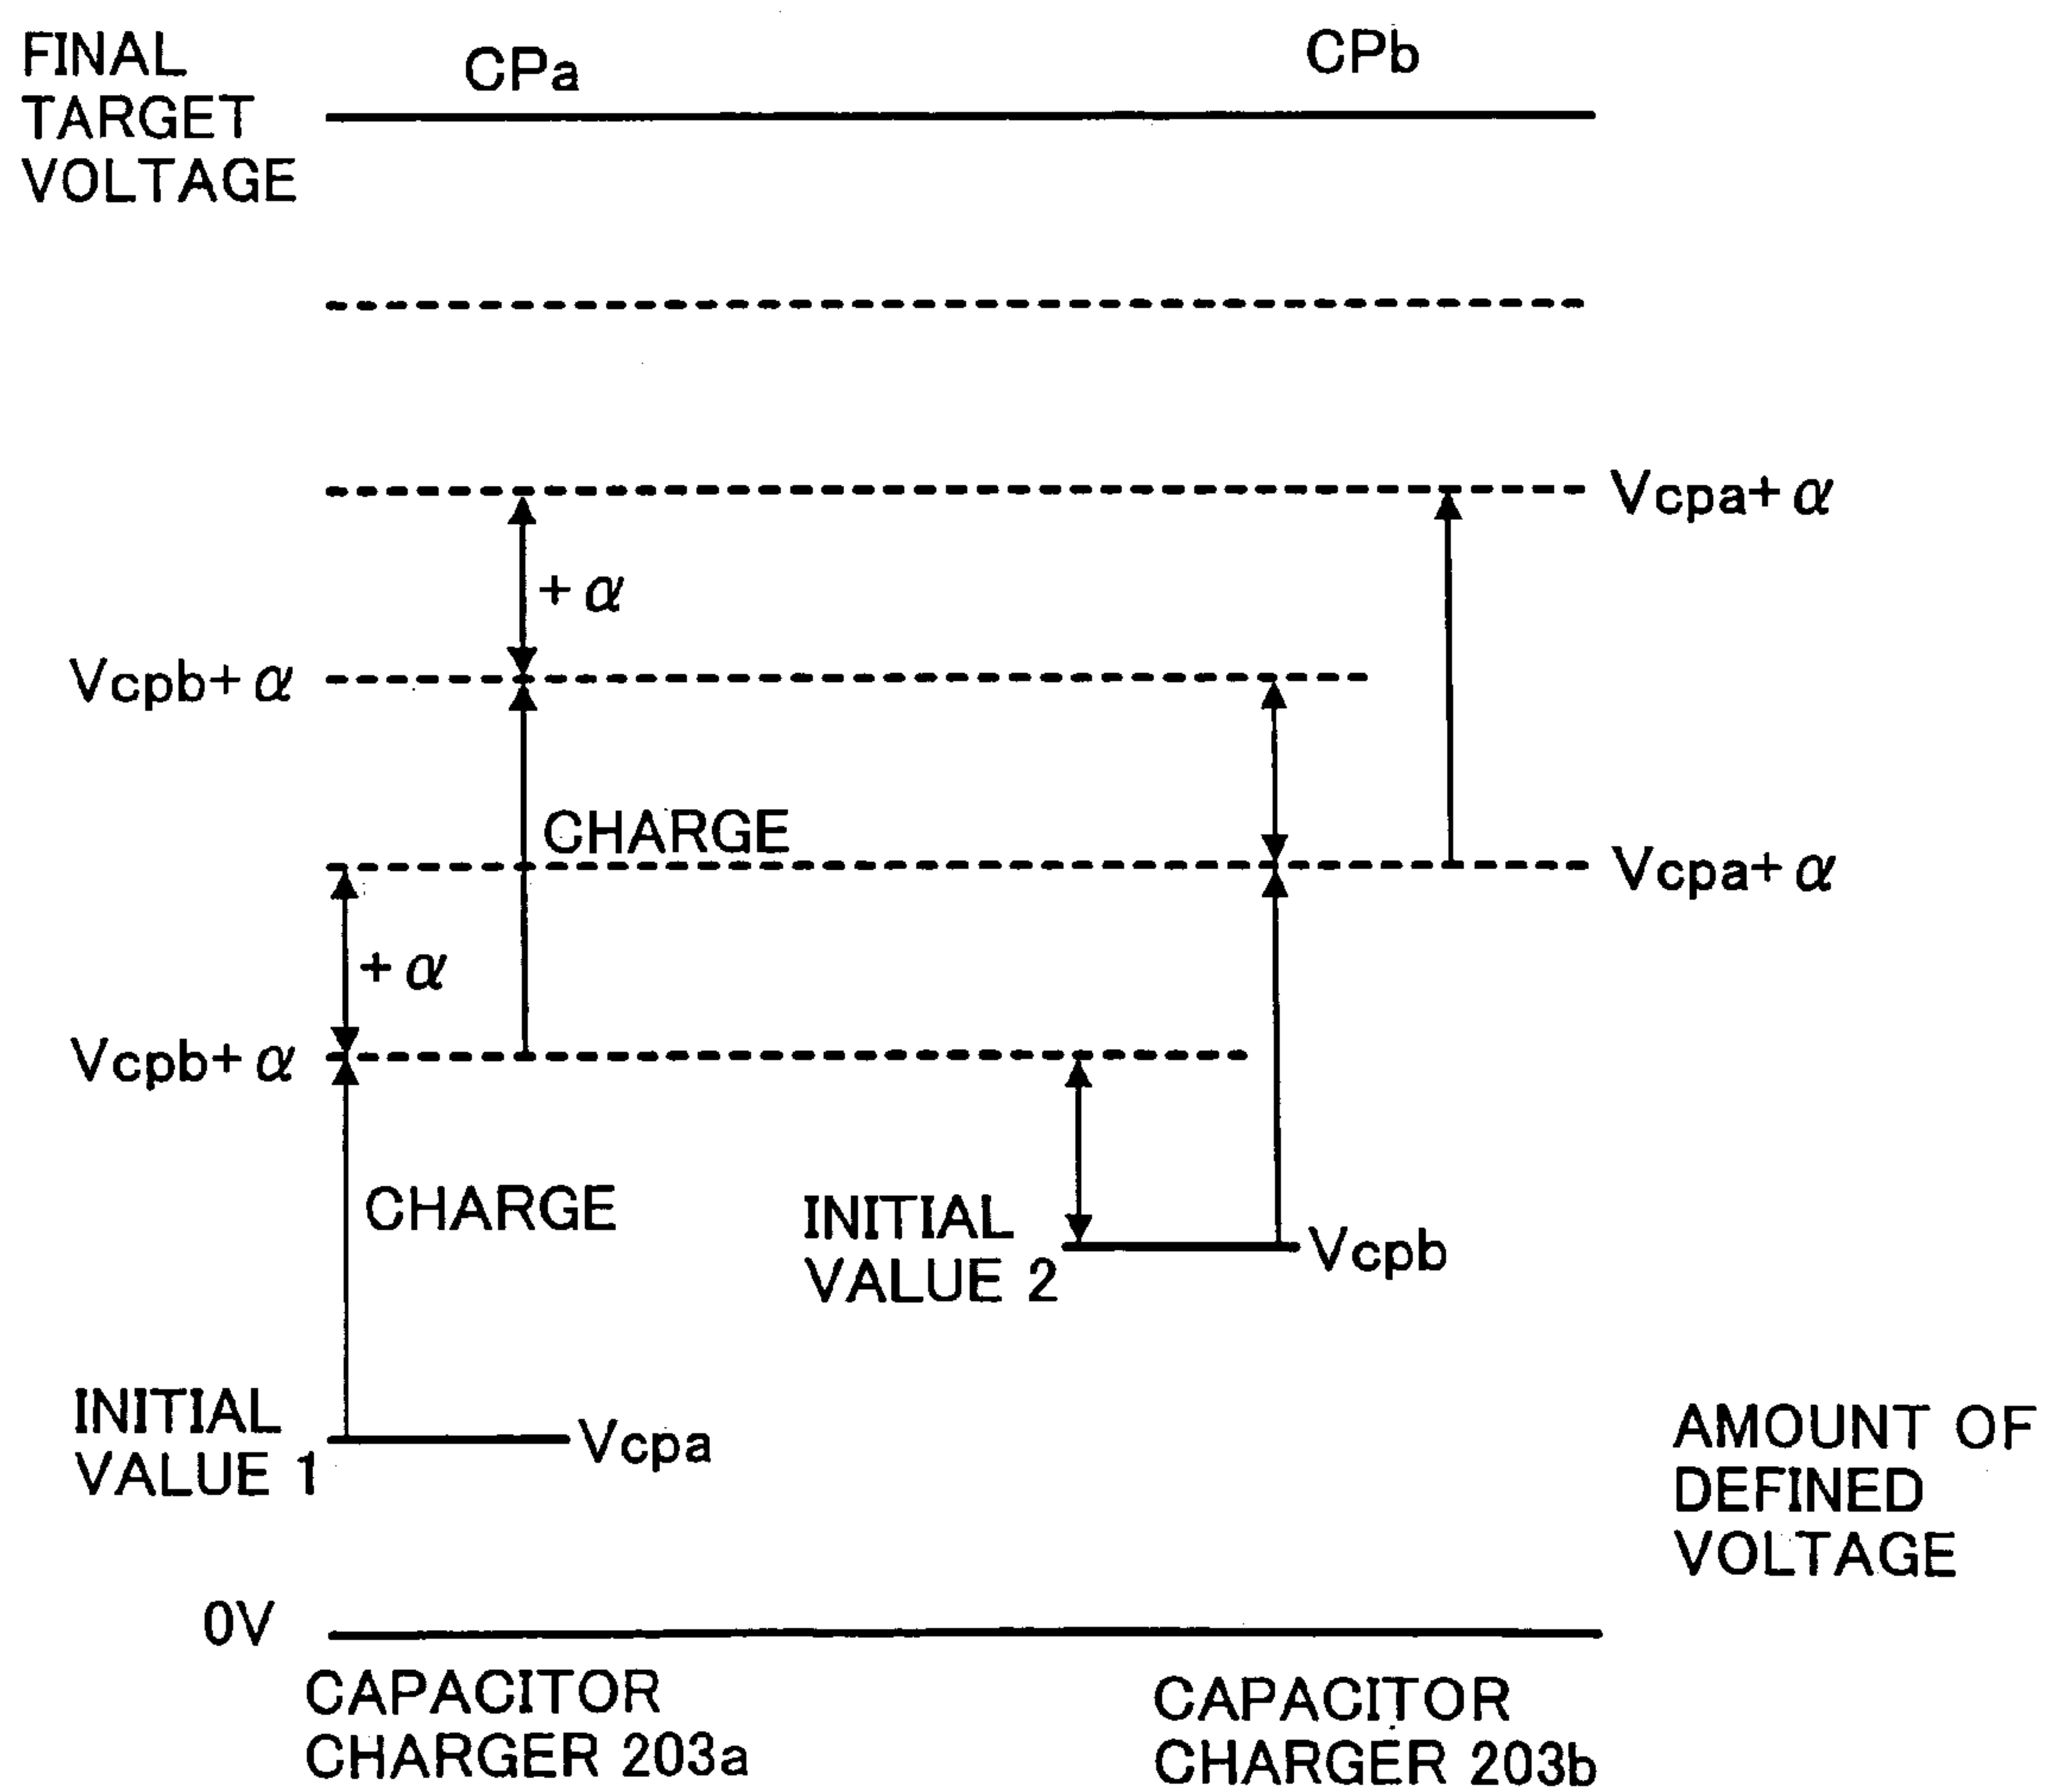 FINAL
TARGET
VOLTAGE
CPa
CPb
Vcpa+α
+α
Vcpb+α
CHARGE
Vcpa+α
+α
Vcpb+α
CHARGE
INITIAL
VALUE 2
Vcpb
INITIAL
VALUE 1
Vcpa
AMOUNT OF
DEFINED
VOLTAGE
0V
CAPACITOR
CHARGER 203a
CAPACITOR
CHARGER 203b